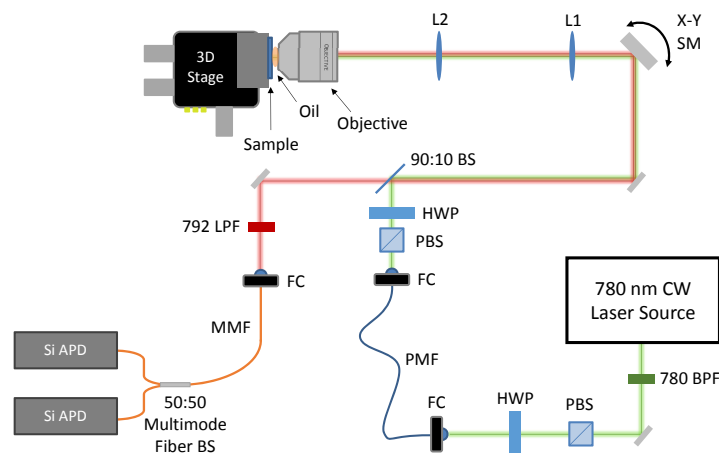 L2
L1
X-Y
SM
3D
Stage
OBJECTIVE
Oil
Objective
Sample
90:10 BS
792 LPF
HWP
PBS
FC
FC
780 nm CW
Laser Source
MMF
PMF
Si APD
780 BPF
FC
HWP
PBS
Si APD
50:50
Multimode
Fiber BS